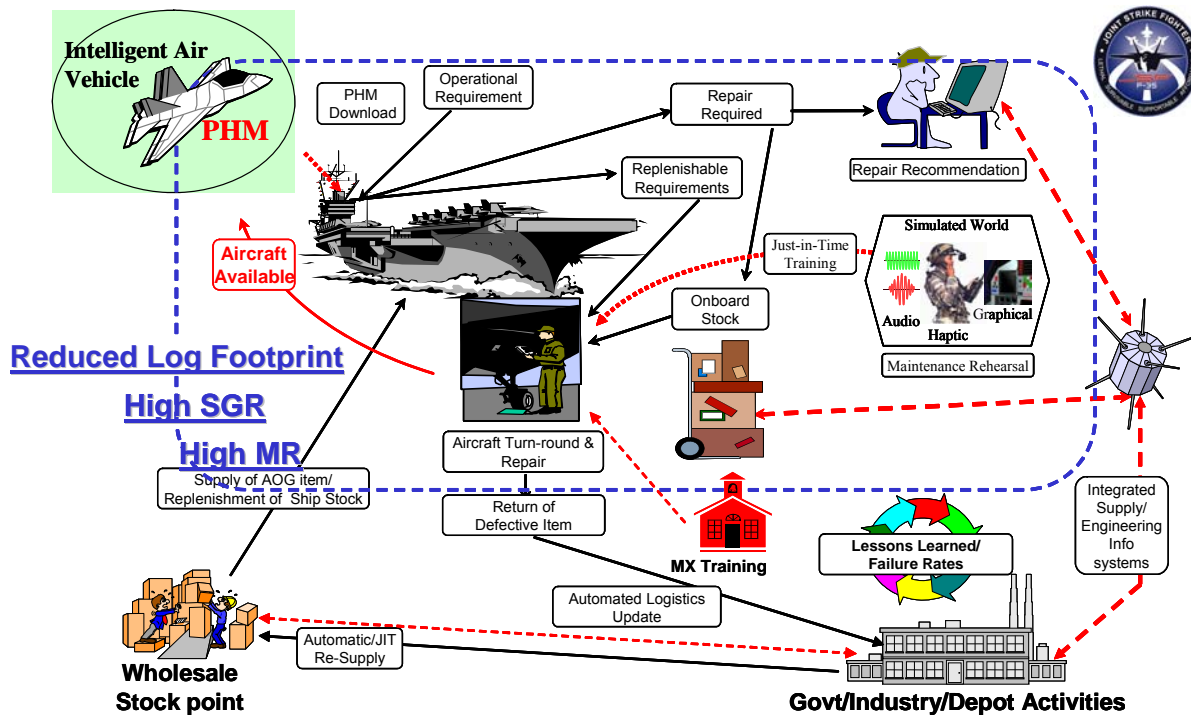 Intelligent Air
Vehicle
PHM
PHM
Download
Operational
Requirement
Repair
Required
Replenishable
Requirements
Repair Recommendation
JOINT STRIKE FIGHTER
F-35
Aircraft
Available
Just-in-Time
Training
Simulated World
Audio
Graphical
Haptic
Maintenance Rehearsal
Onboard
Stock
Reduced Log Footprint
High SGR
High MR
Supply of AOG item/
Replenishment of Ship Stock
Aircraft Turn-round &
Repair
Return of
Defective Item
MX Training
Integrated
Supply/
Engineering
Info
systems
Lessons Learned/
Failure Rates
Automated Logistics
Update
Automatic/JIT
Re-Supply
Wholesale
Stock point
Govt/Industry/Depot Activities